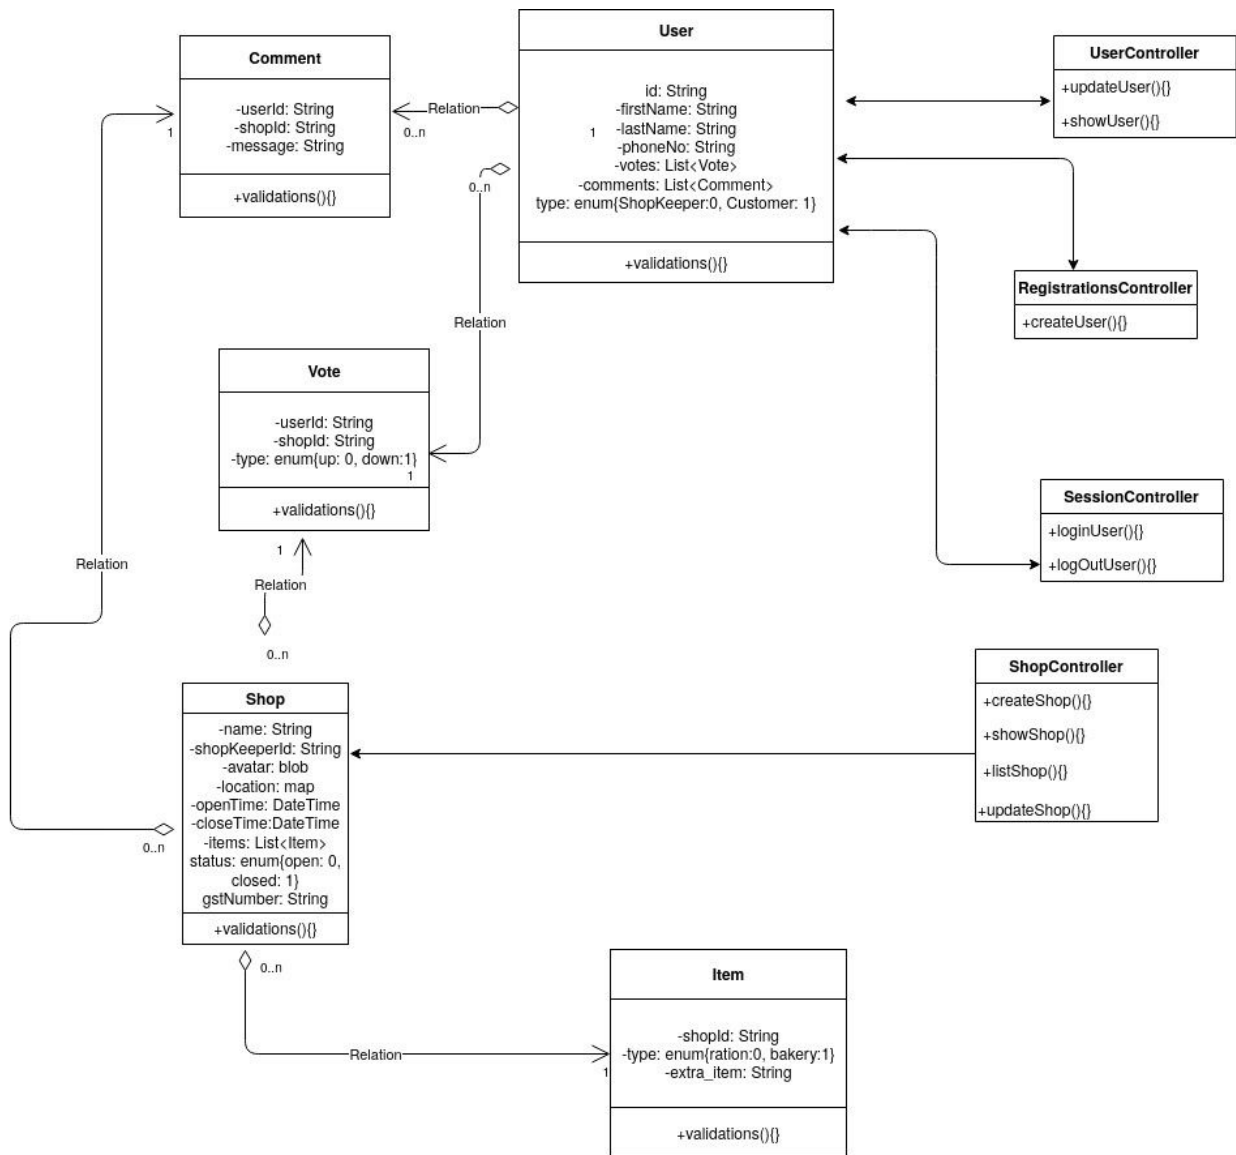 User
id: String
-firstName: String
1
-lastName: String
-phoneNo: String
-votes: List<Vote>
-comments: List<Comment>
type: enum{ShopKeeper:0, Customer: 1}
+validations(){}
Comment
-userId: String
-shopId: String
-message: String
+validations(){}
1
Relation
0..n
0..n
Relation
UserController
+updateUser(){}
+showUser(){}
RegistrationsController
+createUser(){}
Vote
-userId: String
-shopId: String
-type: enum{up: 0, down:1}
1
+validations(){}
SessionController
+loginUser(){}
+logOutUser(){}
1
Relation
Relation
0..n
Shop
-name: String
-shopKeeperId: String
-avatar: blob
-location: map
-openTime: DateTime
-closeTime:DateTime
-items: List<Item>
status: enum{open: 0,
closed: 1}
gstNumber: String
+validations(){}
0..n
0..n
ShopController
+createShop(){}
+showShop(){}
+listShop(){}
+updateShop(){}
Relation
1
Item
-shopId: String
-type: enum{ration:0, bakery:1}
-extra_item: String
+validations(){}